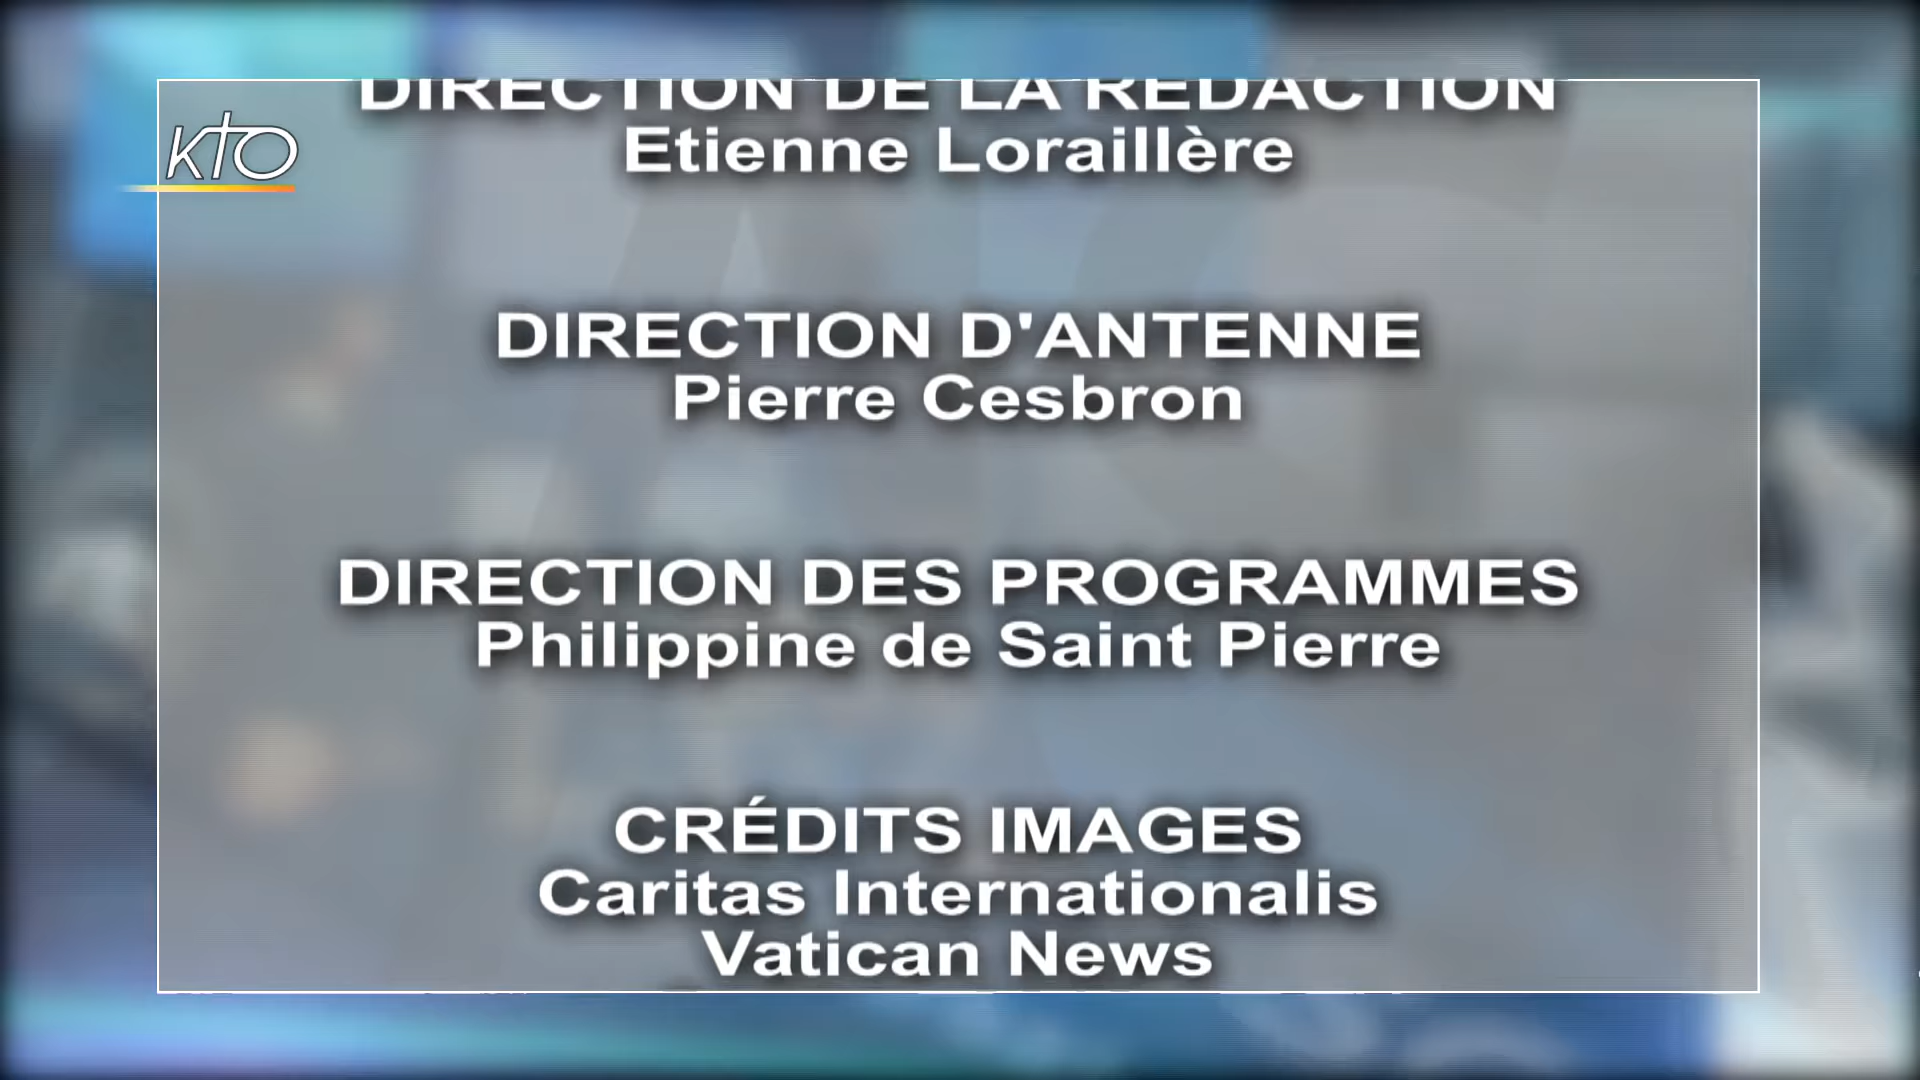 DIRECTION DE LA RÉDACTION
KTO
Etienne Loraillère
DIRECTION D'ANTENNE
Pierre Cesbron
DIRECTION DES PROGRAMMES
Philippine de Saint Pierre
CRÉDITS IMAGES
Caritas Internationalis
Vatican News